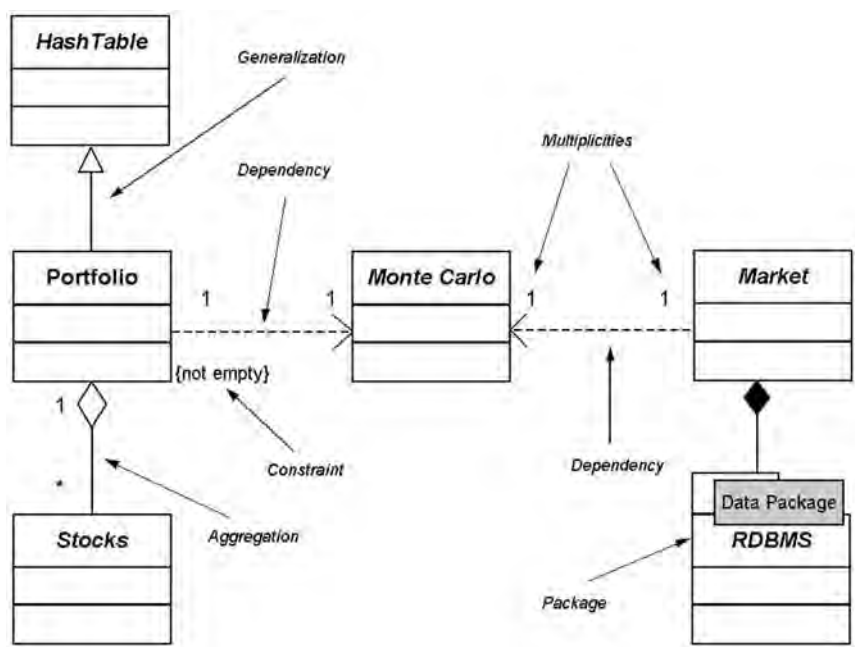 HashTable
Generalization
Multiplicities
Dependency
Portfolio
Monte Carlo
Market
1
1
1
1
{not empty}
1
Constraint
Dependency
*
Aggregation
Data Package
Stocks
RDBMS
Package